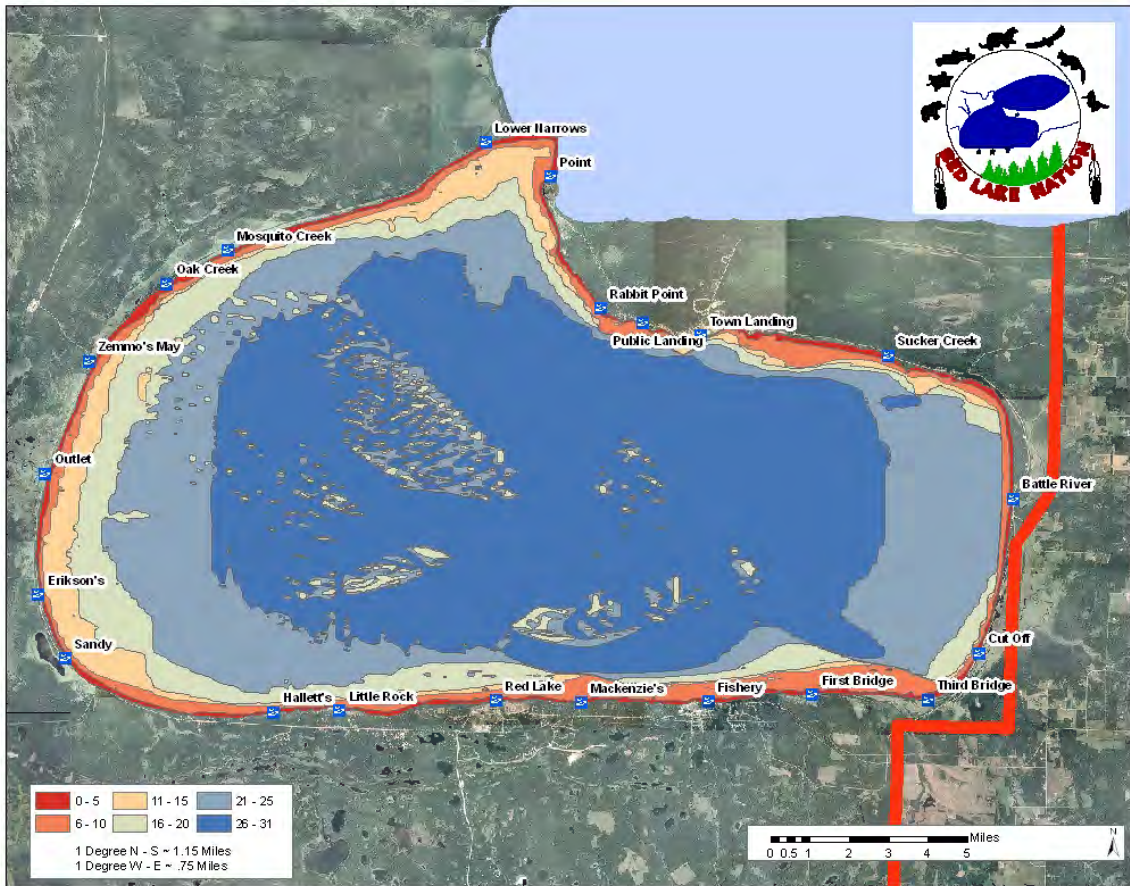 RED LAKE NATION
Lower Narrows
Point
Mosquito Creek
Oak Creek
Rabbit Point
Town Landing
Public Landing
Sucker Creek
Zemmo's May
Outlet
Battle River
Erikson's
Sandy
Cut Off
Hallett's
Little Rock
Red Lake
Mackenzie's
Fishery
First Bridge
Third Bridge
0 - 5
11 - 15
21 - 25
6 - 10
16 - 20
26 - 31
1 Degree N - S ~ 1.15 Miles
1 Degree W - E ~ .75 Miles
Miles
0 0.5 1 2 3 4 5
N